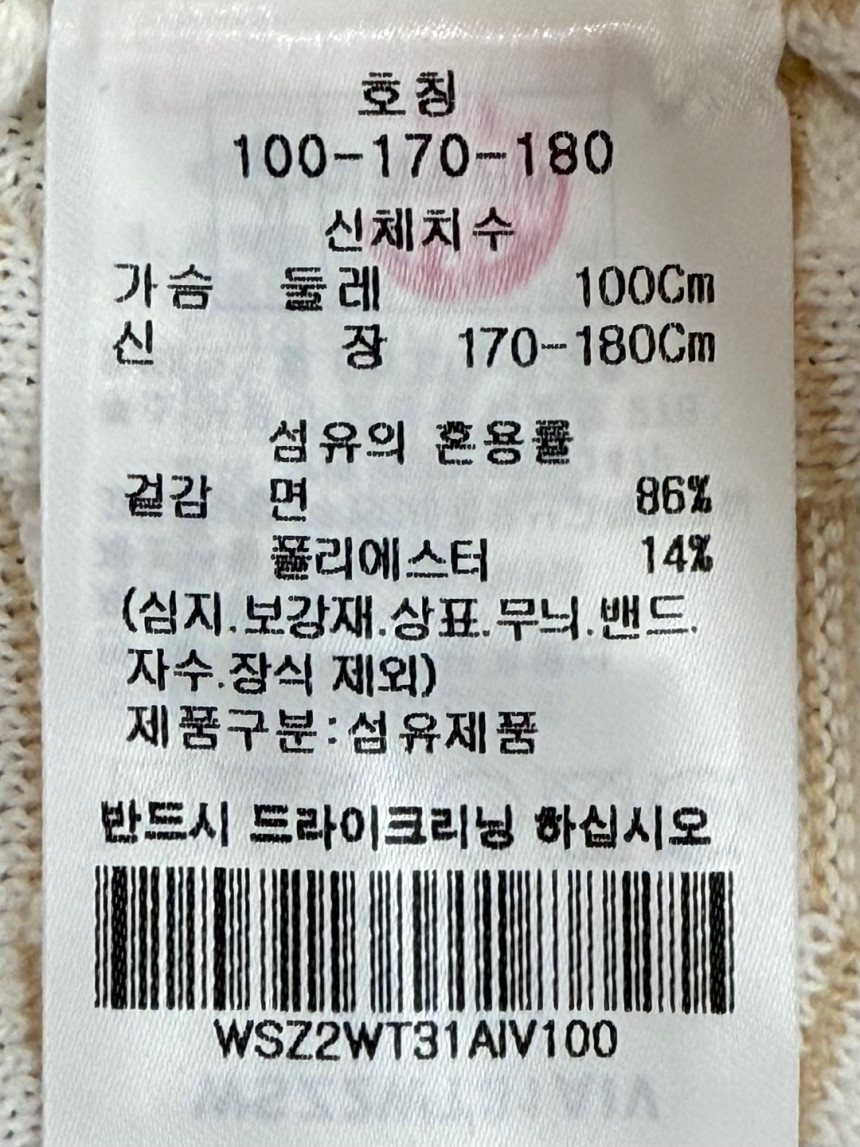 호칭
100-170-180
신체치수
가슴 둘레 100Cm
신 장 170-180Cm
섬유의 혼용률
겉감 면 86%
폴리에스터 14%
(심지.보강재.상표.무늬.밴드.
자수.장식 제외)
제품구분:섬유제품
반드시 드라이크리닝 하십시오
WSZ2WT31AIV100